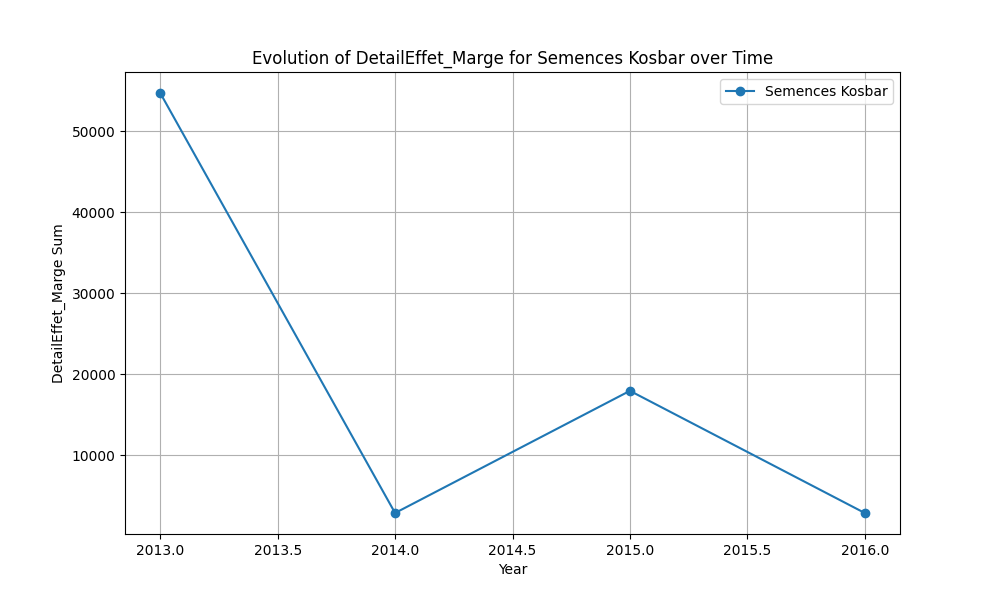 Evolution of DetailEffet_Marge for Semences Kosbar over Time
Semences Kosbar
DetailEffet_Marge Sum
50000
40000
30000
20000
10000
2013.0 2013.5 2014.0 2014.5 2015.0 2015.5 2016.0
Year